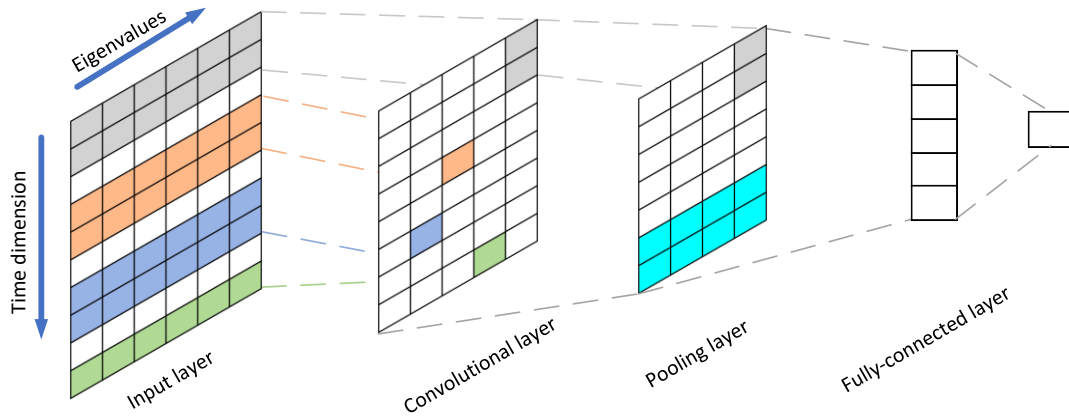 Eigenvalues
Time dimension
Input layer
Convolutional layer
Pooling layer
Fully-connected layer